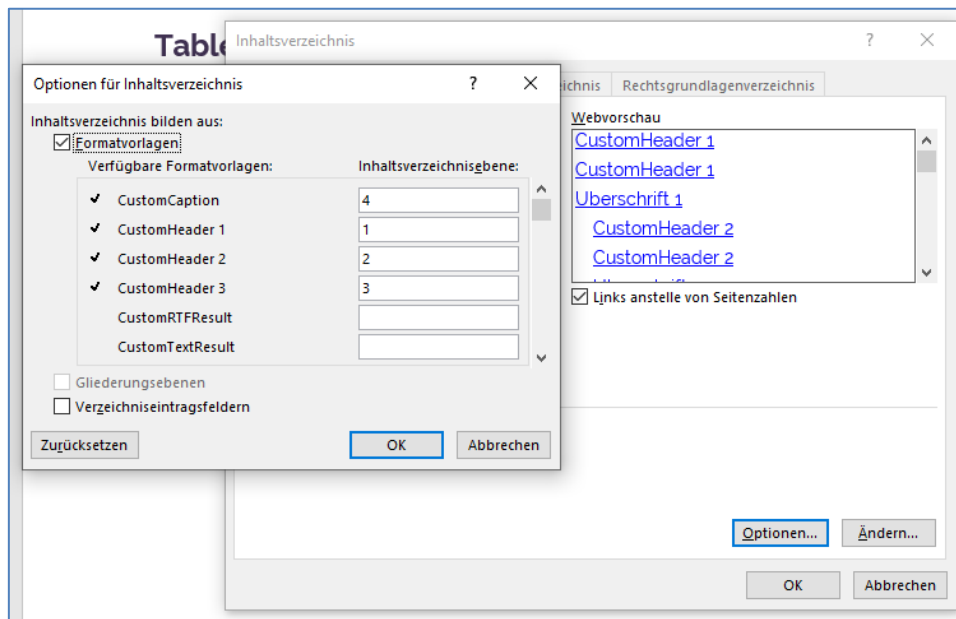 Table
Inhaltsverzeichnis ?
Optionen für Inhaltsverzeichnis ?
Rechtsgrundlagenverzeichnis
Inhaltsverzeichnis bilden aus:
Formatvorlagen
Verfügbare Formatvorlagen: Inhaltsverzeichnisebene:
CustomCaption 4
CustomHeader 1 1
CustomHeader 2 2
CustomHeader 3 3
CustomRTFResult
CustomTextResult
Gliederungsebenen
Verzeichniseintragsfeldern
Zurücksetzen OK Abbrechen
Webvorschau
CustomHeader 1
CustomHeader 1
Überschrift 1
CustomHeader 2
CustomHeader 2
Links anstelle von Seitenzahlen
Optionen... Ändern...
OK Abbrechen